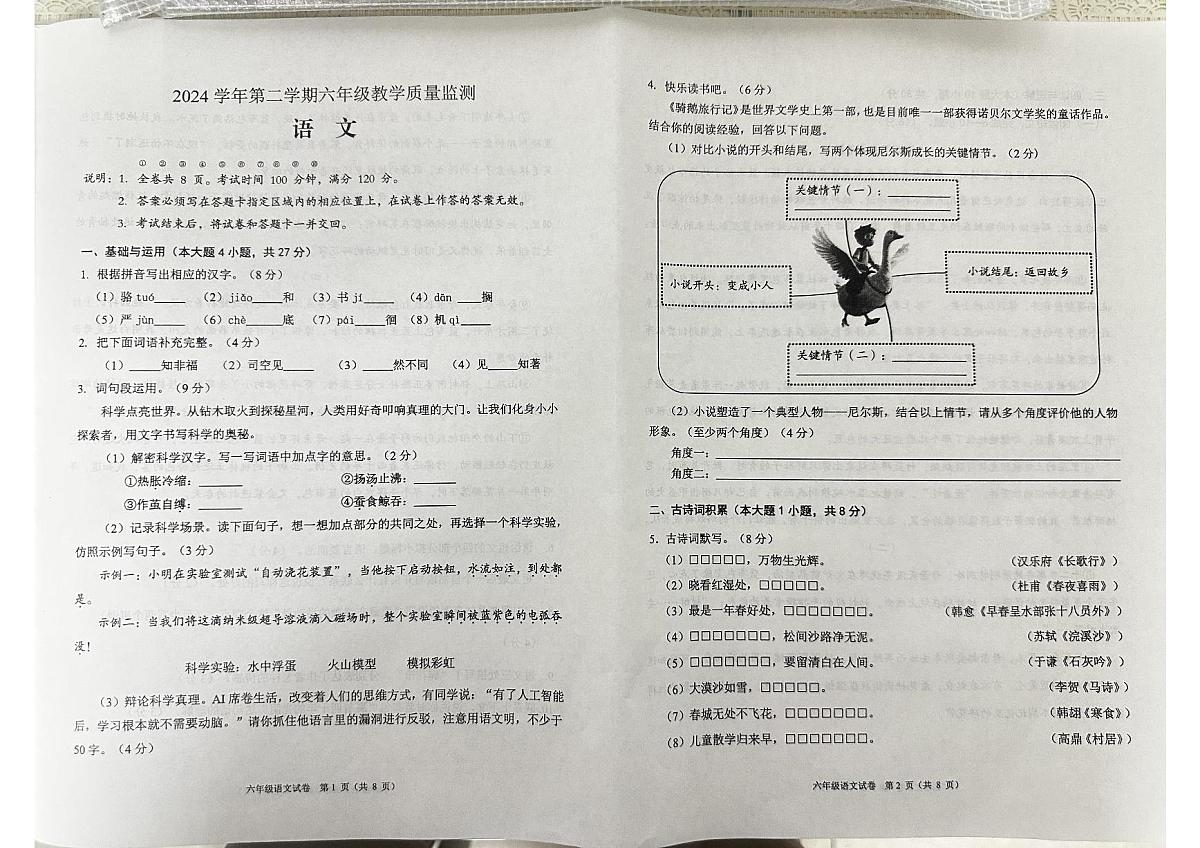 2024 学年第二学期六年级教学质量监测
语 文
① ② ③ ④ ⑤ ⑥ ⑦ ⑧ ⑨ ⑩
说明：1. 全卷共 8 页。考试时间 100 分钟，满分 120 分。
2. 答案必须写在答题卡指定区域内的相应位置上，在试卷上作答的答案无效。
3. 考试结束后，将试卷和答题卡一并交回。
一、基础与运用（本大题 4 小题，共 27 分）
1. 根据拼音写出相应的汉字。（8 分）
（1）骆 tuó____ （2）jiāo____和 （3）书 jí____ （4）dān ____搁
（5）严 jùn____ （6）chè____底 （7）pái____徊 （8）机 qì____
2. 把下面词语补充完整。（4 分）
（1）____知非福 （2）司空见____ （3）____然不同 （4）见____知著
3. 词句段运用。（9 分）
科学点亮世界。从钻木取火到探秘星河，人类用好奇叩响真理的大门。让我们化身小小
探索者，用文字书写科学的奥秘。
（1）解密科学汉字。写一写词语中加点字的意思。（2 分）
①热胀冷缩：______ ②扬汤止沸：______
③作茧自缚：______ ④蚕食鲸吞：______
（2）记录科学场景。读下面句子，想一想加点部分的共同之处，再选择一个科学实验，
仿照示例写句子。（3 分）
示例一：小明在实验室测试“自动浇花装置”，当他按下启动按钮，水流如注，到处都
是。
示例二：当我们将这滴纳米级超导溶液滴入磁场时，整个实验室瞬间被蓝紫色的电弧吞
没！
科学实验：水中浮蛋 火山模型 模拟彩虹
（3）辩论科学真理。AI 席卷生活，改变着人们的思维方式，有同学说：“有了人工智能
后，学习根本就不需要动脑。”请你抓住他语言里的漏洞进行反驳，注意用语文明，不少于
50 字。（4 分）
六年级语文试卷 第 1 页（共 8 页）
4. 快乐读书吧。（6 分）
《骑鹅旅行记》是世界文学史上第一部，也是目前唯一一部获得诺贝尔文学奖的童话作品。
结合你的阅读经验，回答以下问题。
（1）对比小说的开头和结尾，写两个体现尼尔斯成长的关键情节。（2 分）
关键情节（一）：________
小说开头：变成小人
小说结尾：返回故乡
关键情节（二）：________
（2）小说塑造了一个典型人物——尼尔斯，结合以上情节，请从多个角度评价他的人物
形象。（至少两个角度）（4 分）
角度一：________
角度二：________
二、古诗词积累（本大题 1 小题，共 8 分）
5. 古诗词默写。（8 分）
（1）□□□□□，万物生光辉。 （汉乐府《长歌行》）
（2）晓看红湿处，□□□□□。 （杜甫《春夜喜雨》）
（3）最是一年春好处，□□□□□□□。 （韩愈《早春呈水部张十八员外》）
（4）□□□□□□□，松间沙路净无泥。 （苏轼《浣溪沙》）
（5）□□□□□□□，要留清白在人间。 （于谦《石灰吟》）
（6）大漠沙如雪，□□□□□。 （李贺《马诗》）
（7）春城无处不飞花，□□□□□□□。 （韩翃《寒食》）
（8）儿童散学归来早，□□□□□□□。 （高鼎《村居》）
六年级语文试卷 第 2 页（共 8 页）